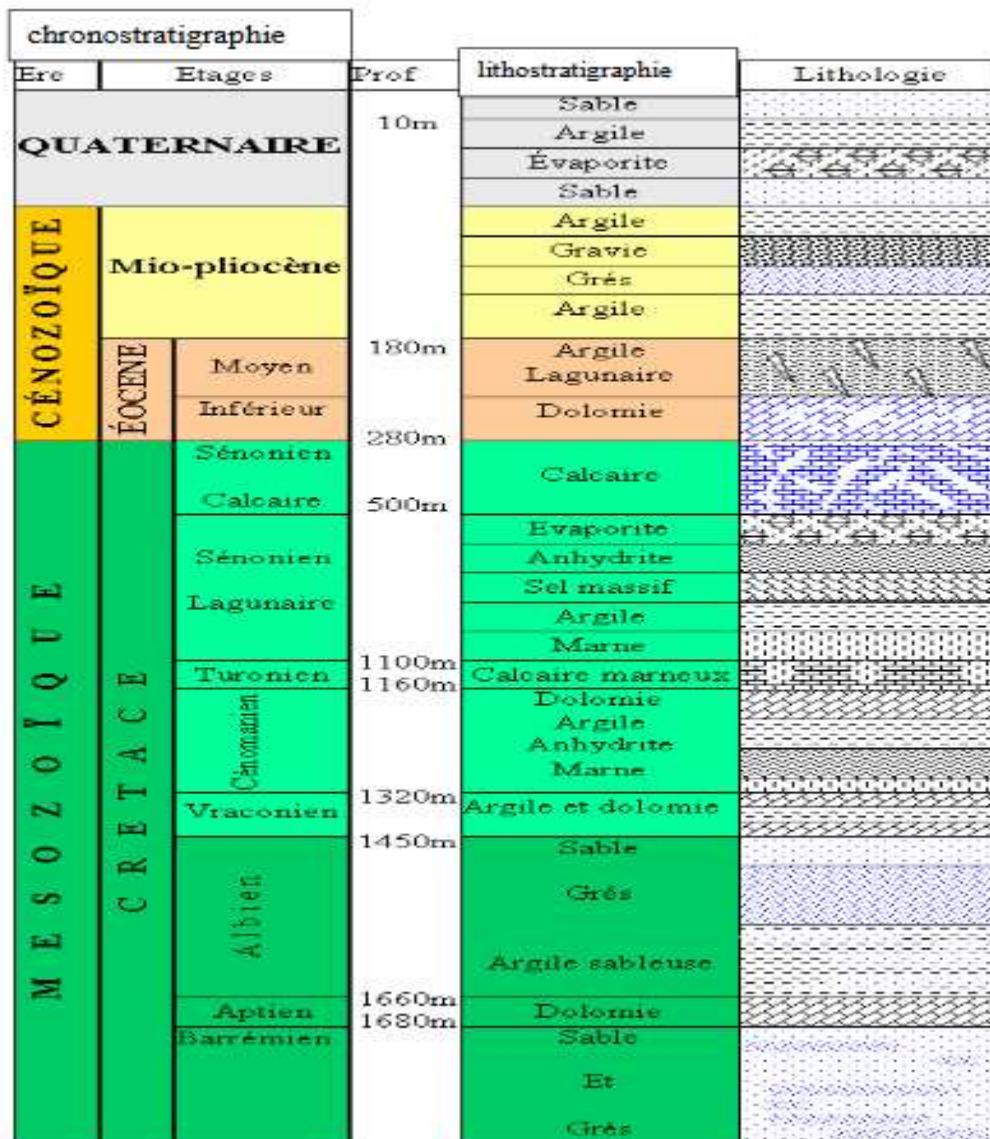 chronostratigraphie
Ere Etages Prof lithostratigraphie Lithologie
Sable
10m
QUATERNAIRE
Argile
Évaporite
Sable
CÉNOZOÏQUE
Mio-pliocène
Argile
Gravie
Grés
Argile
180m
ÉOCENE
Moyen
Argile
Lagunaire
Inférieur
Dolomie
280m
MESOZOÏQUE
CRETACE
Sénonien
Calcaire
Calcaire
500m
Sénonien
Lagunaire
Evaporite
Anhydrite
Sel massif
Argile
Marne
1100m
Turonien
Calcaire marneux
1160m
Cénomanien
Dolomie
Argile
Anhydrite
Marne
1320m
Vraconien
Argile et dolomie
1450m
Albien
Sable
Grés
Argile sableuse
1660m
Aptien
Dolomie
1680m
Barrémien
Sable
Et
Grés